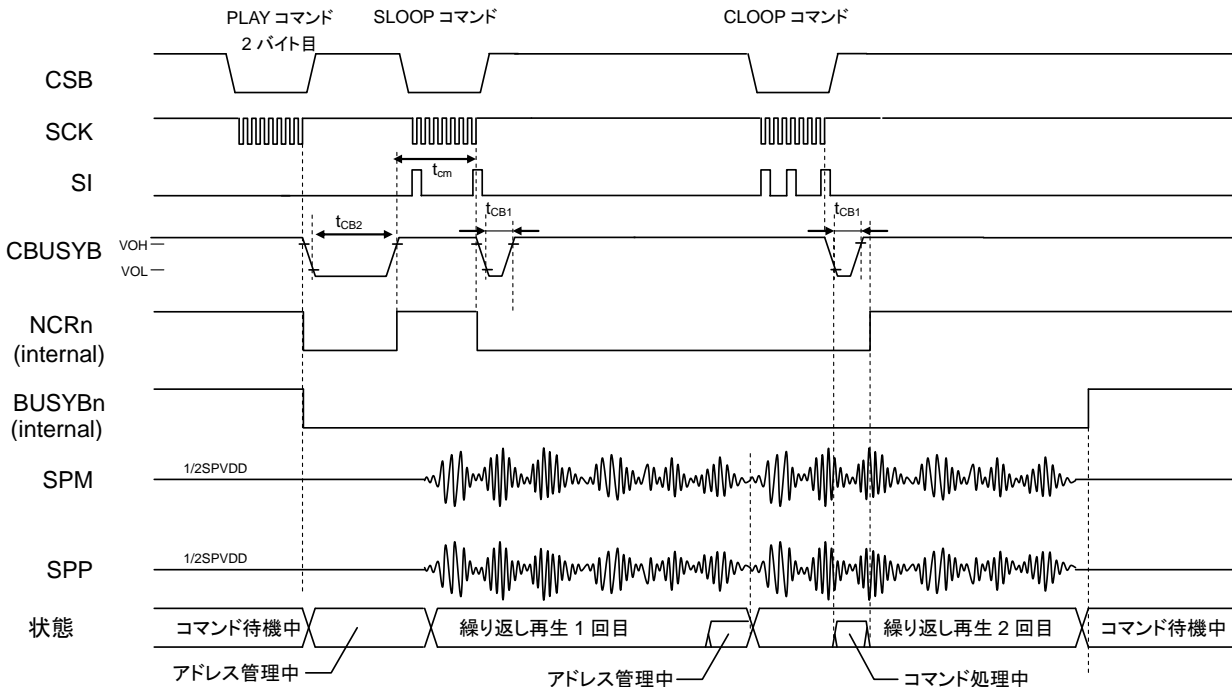 PLAY コマンド
2 バイト目
SLOOP コマンド
CLOOP コマンド
CSB
SCK
tcm
SI
tCB2
tCB1
tCB1
CBUSYB
VOH
VOL
NCRn
(internal)
BUSYBn
(internal)
SPM
1/2SPVDD
SPP
1/2SPVDD
状態
コマンド待機中
繰り返し再生 1 回目
繰り返し再生 2 回目
コマンド待機中
アドレス管理中
アドレス管理中
コマンド処理中